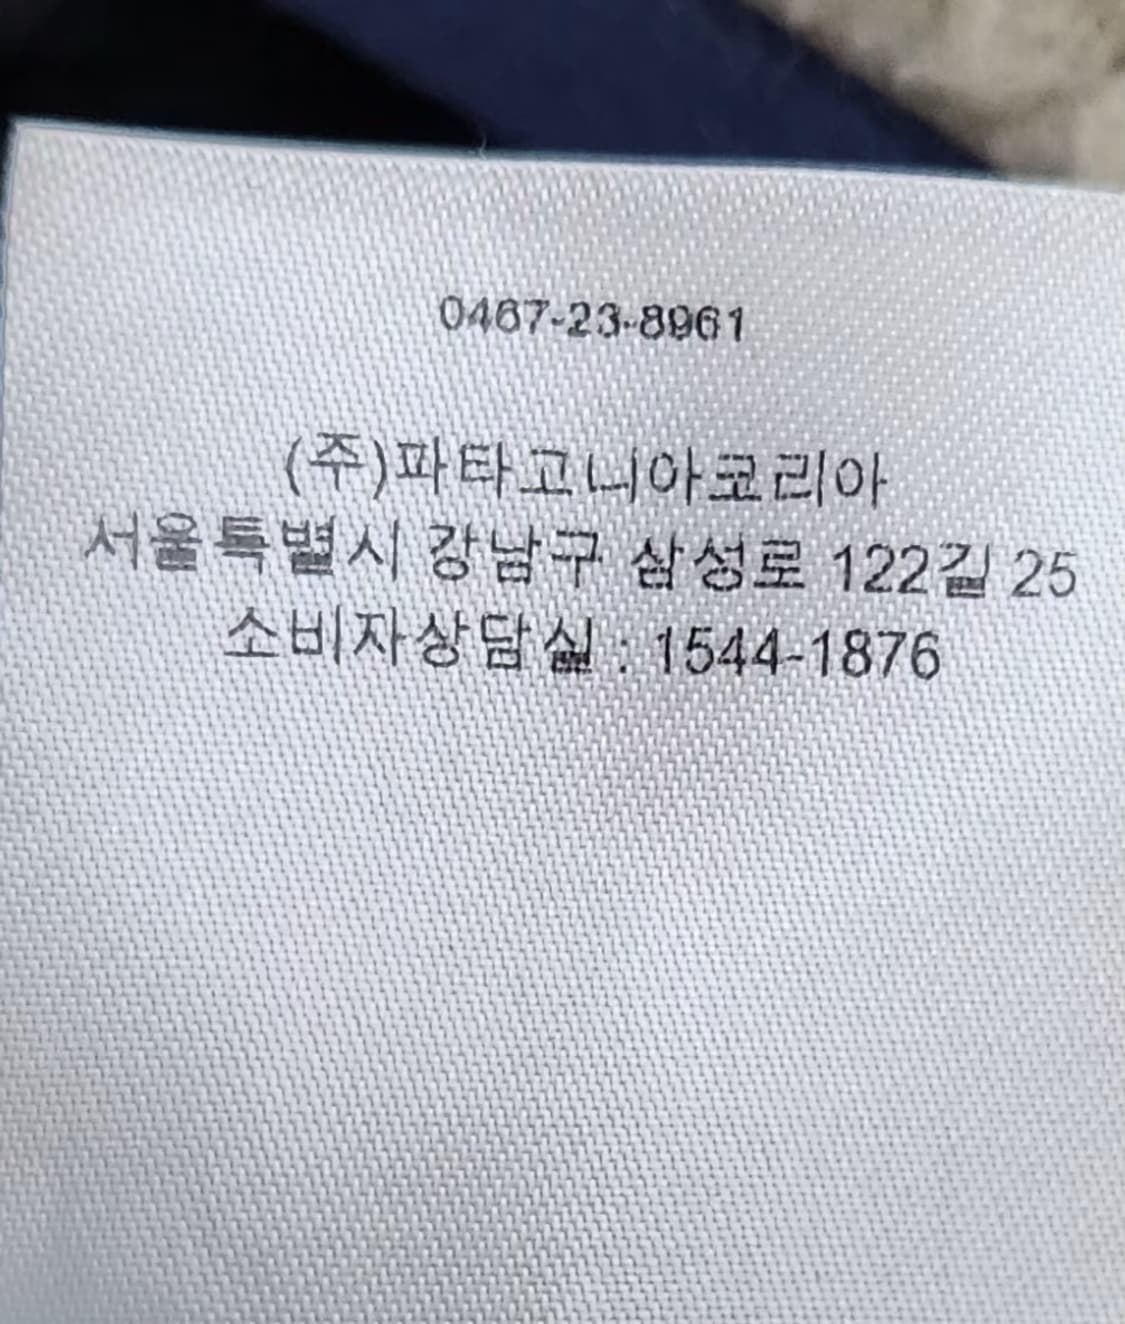 0467-23-8961
(주)파타고니아코리아
서울특별시 강남구 삼성로 122길 25
소비자상담실 : 1544-1876